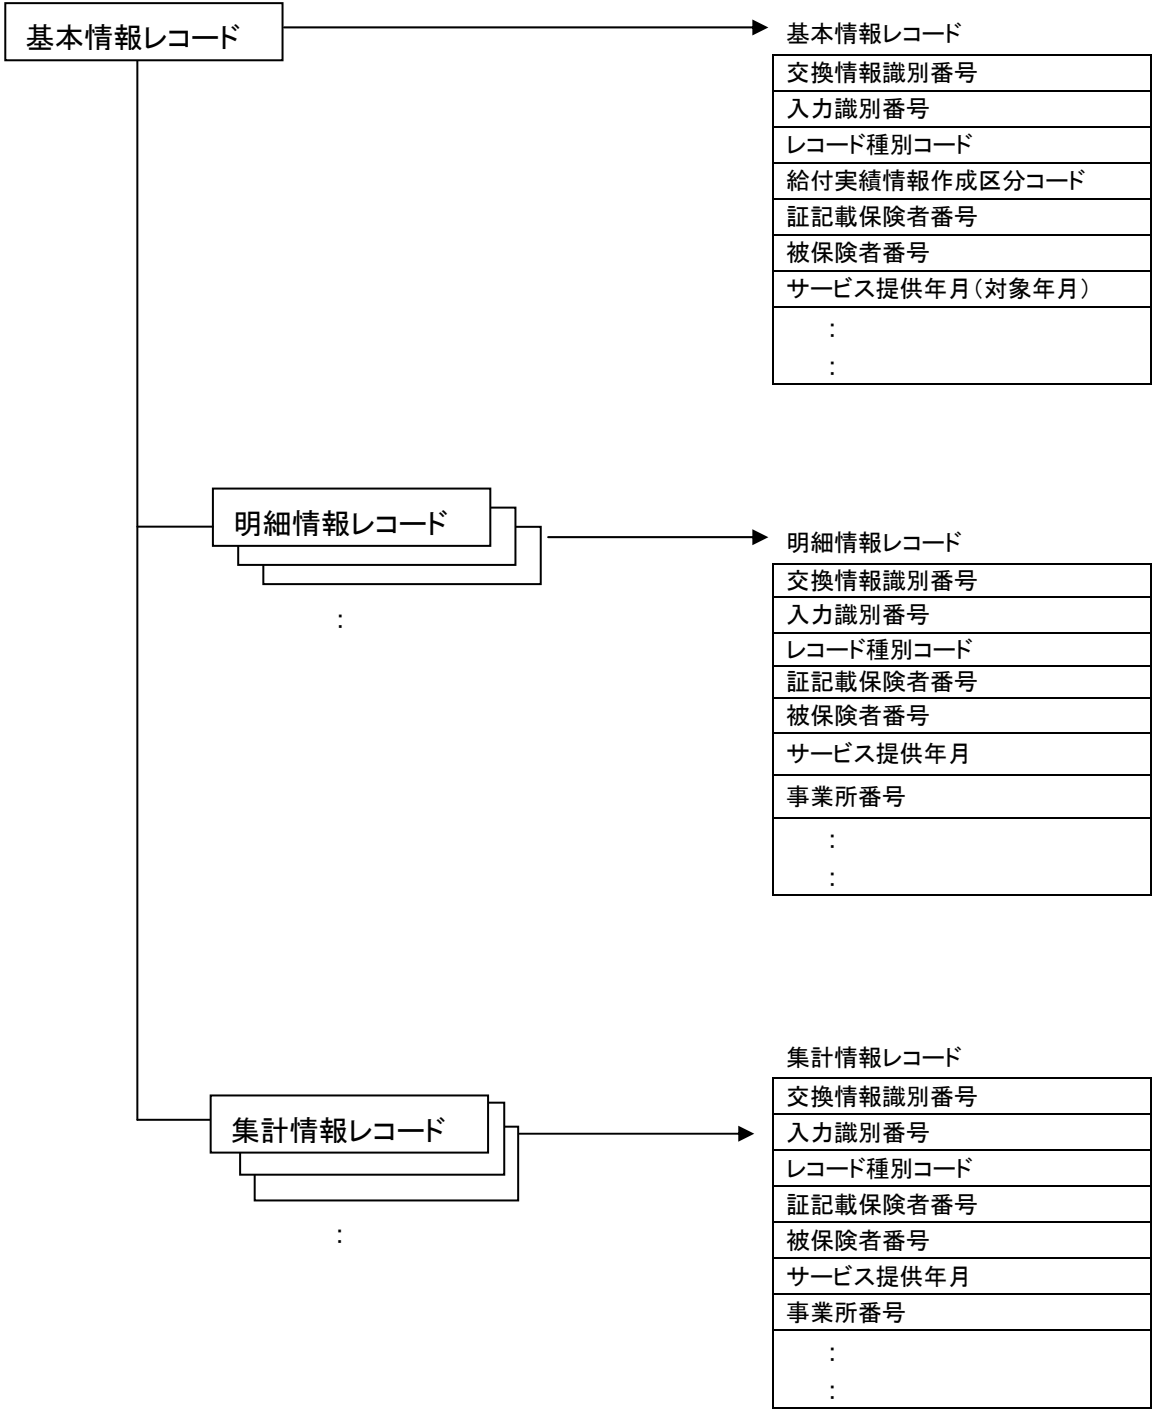 基本情報レコード
基本情報レコード
交換情報識別番号
入力識別番号
レコード種別コード
給付実績情報作成区分コード
証記載保険者番号
被保険者番号
サービス提供年月（対象年月）
：
：
明細情報レコード
：
明細情報レコード
交換情報識別番号
入力識別番号
レコード種別コード
証記載保険者番号
被保険者番号
サービス提供年月
事業所番号
：
：
集計情報レコード
：
集計情報レコード
交換情報識別番号
入力識別番号
レコード種別コード
証記載保険者番号
被保険者番号
サービス提供年月
事業所番号
：
：